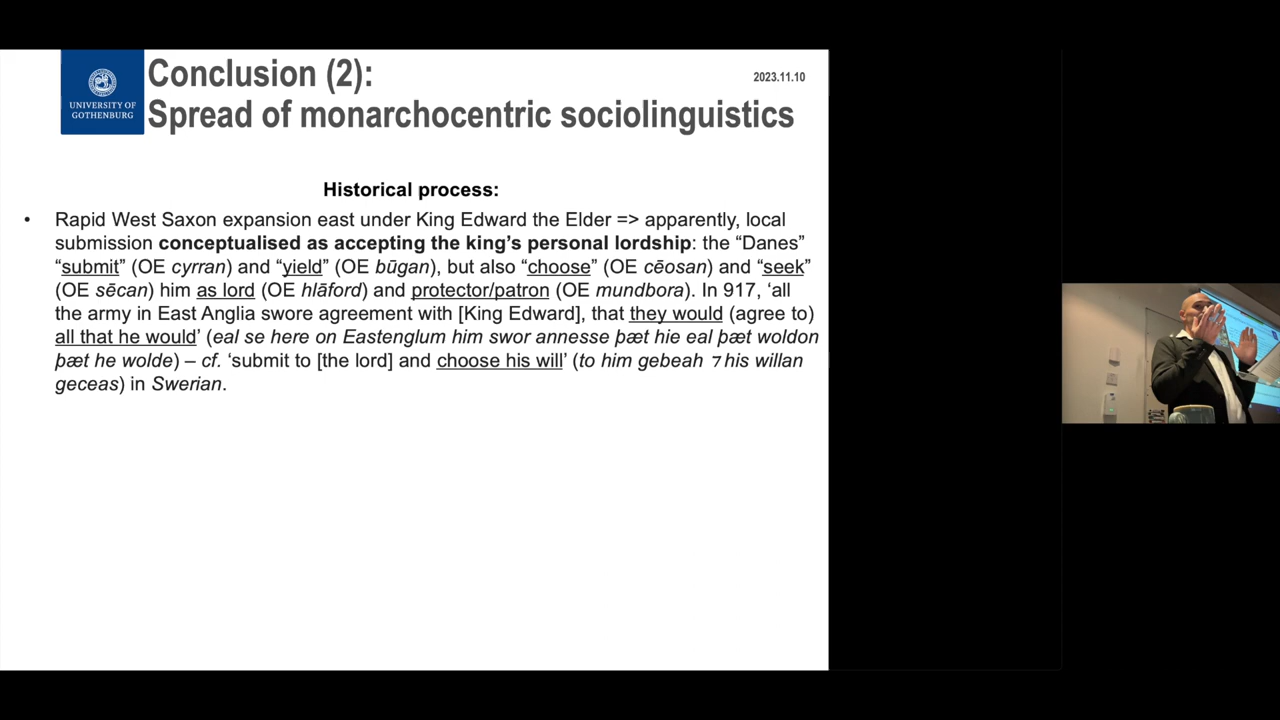 Conclusion (2):
Spread of monarchocentric sociolinguistics
2023.11.10
UNIVERSITY OF
GOTHENBURG
Historical process:
• Rapid West Saxon expansion east under King Edward the Elder => apparently, local
submission conceptualised as accepting the king's personal lordship: the “Danes”
“submit” (OE cyrran) and “yield” (OE būgan), but also “choose” (OE cēosan) and “seek”
(OE sēcan) him as lord (OE hlāford) and protector/patron (OE mundbora). In 917, ‘all
the army in East Anglia swore agreement with [King Edward], that they would (agree to)
all that he would’ (eal se here on Eastenglum him swor annesse þæt hie eal þæt woldon
þæt he wolde) – cf. ‘submit to [the lord] and choose his will’ (to him gebeah ⁊ his willan
geceas) in Swerian.